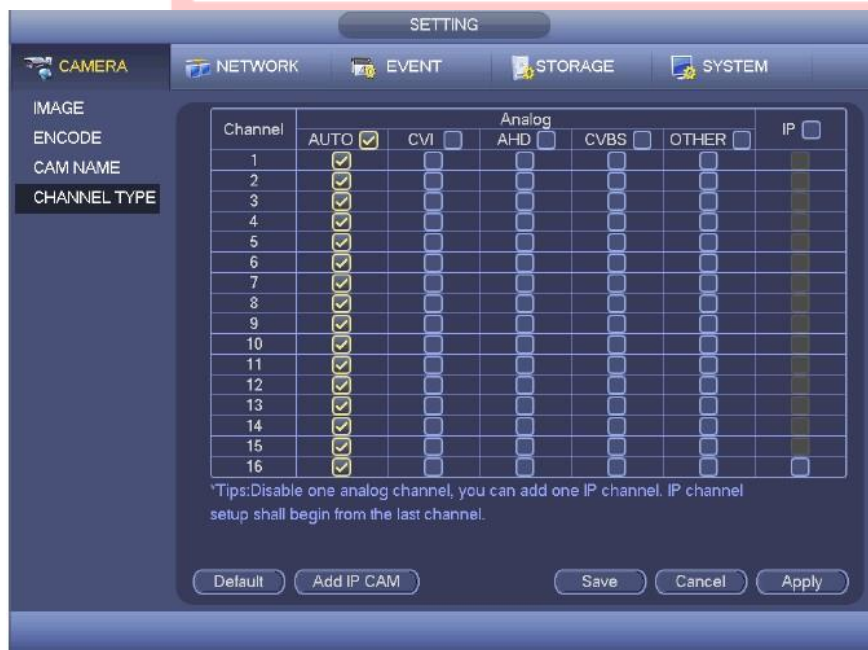 SETTING
CAMERA NETWORK EVENT STORAGE SYSTEM
IMAGE
ENCODE
CAM NAME
CHANNEL TYPE
Channel Analog IP
AUTO CVI AHD CVBS OTHER
1
2
3
4
5
6
7
8
9
10
11
12
13
14
15
16
*Tips:Disable one analog channel, you can add one IP channel. IP channel
setup shall begin from the last channel.
Default Add IP CAM Save Cancel Apply